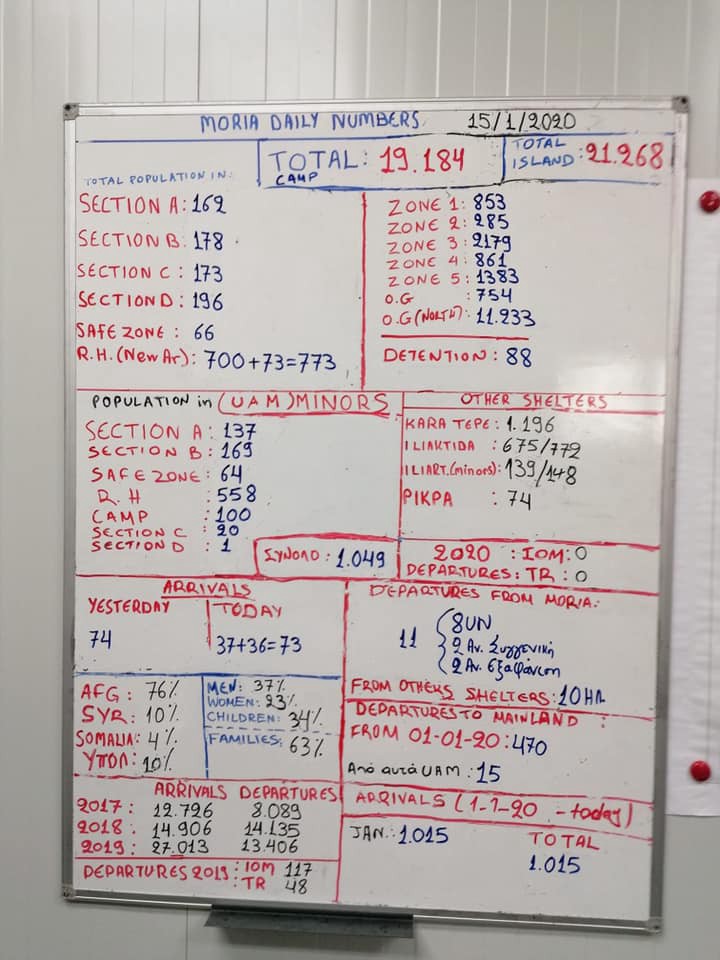 MORIA DAILY NUMBERS 15/1/2020
TOTAL CAMP: 19.184
TOTAL ISLAND: 21.268
TOTAL POPULATION IN:
SECTION A: 162
SECTION B: 178
SECTION C: 173
SECTION D: 196
SAFE ZONE: 66
R.H. (New Ar): 700+73=773
ZONE 1: 853
ZONE 2: 285
ZONE 3: 2179
ZONE 4: 861
ZONE 5: 1383
O.G: 754
O.G (NORTH): 11.233
DETENTION: 88
POPULATION in (UAM) MINORS
SECTION A: 137
SECTION B: 169
SAFE ZONE: 64
R.H: 558
CAMP: 100
SECTION C: 20
SECTION D: 1
ΣΥΝΟΛΟ: 1.049
OTHER SHELTERS
KARA TEPE: 1.196
ILIAKTIDA: 675/772
ILIAKT.(minors): 139/148
PIKPA: 74
2020 : IOM: 0
DEPARTURES: TR: 0
ARRIVALS
YESTERDAY
74
TODAY
37+36=73
DEPARTURES FROM MORIA:
11
8UN
2 Αν. Συγγενική
2 Αν. εξαφάνιση
FROM OTHERS SHELTERS: 10
DEPARTURES TO MAINLAND:
FROM 01-01-20: 470
Από αυτά UAM: 15
AFG: 76%
SYR: 10%
SOMALIA: 4%
ΥΠΟΛ: 10%
MEN: 37%
WOMEN: 23%
CHILDREN: 34%
FAMILIES: 63%
ARRIVALS DEPARTURES
2017: 12.726 8.089
2018: 14.906 14.135
2019: 27.013 13.406
DEPARTURES 2019: IOM 117
TR 48
ARRIVALS (1-1-20 - today)
JAN.: 1.015
TOTAL
1.015